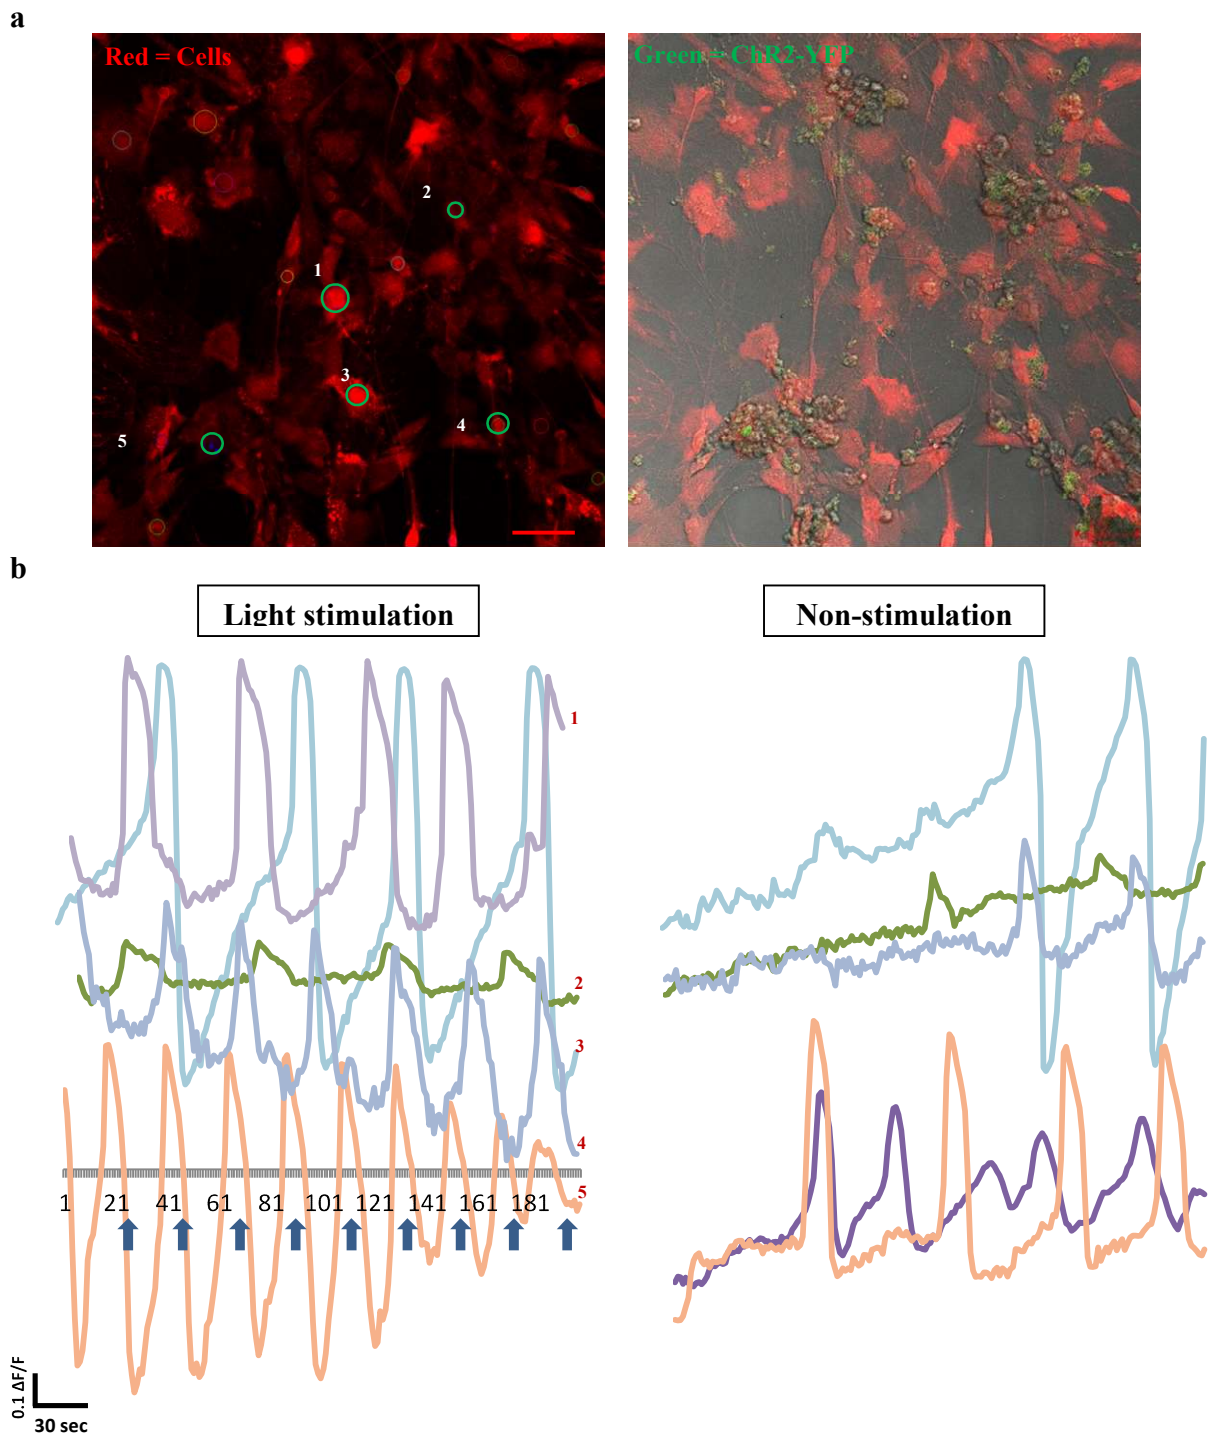 a
Red = Cells
Green = ChR2-YFP
2
1
3
4
5
b
Light stimulation
Non-stimulation
1
2
3
4
5
1 21 41 61 81 101 121 141 161 181
0.1 ΔF/F
30 sec